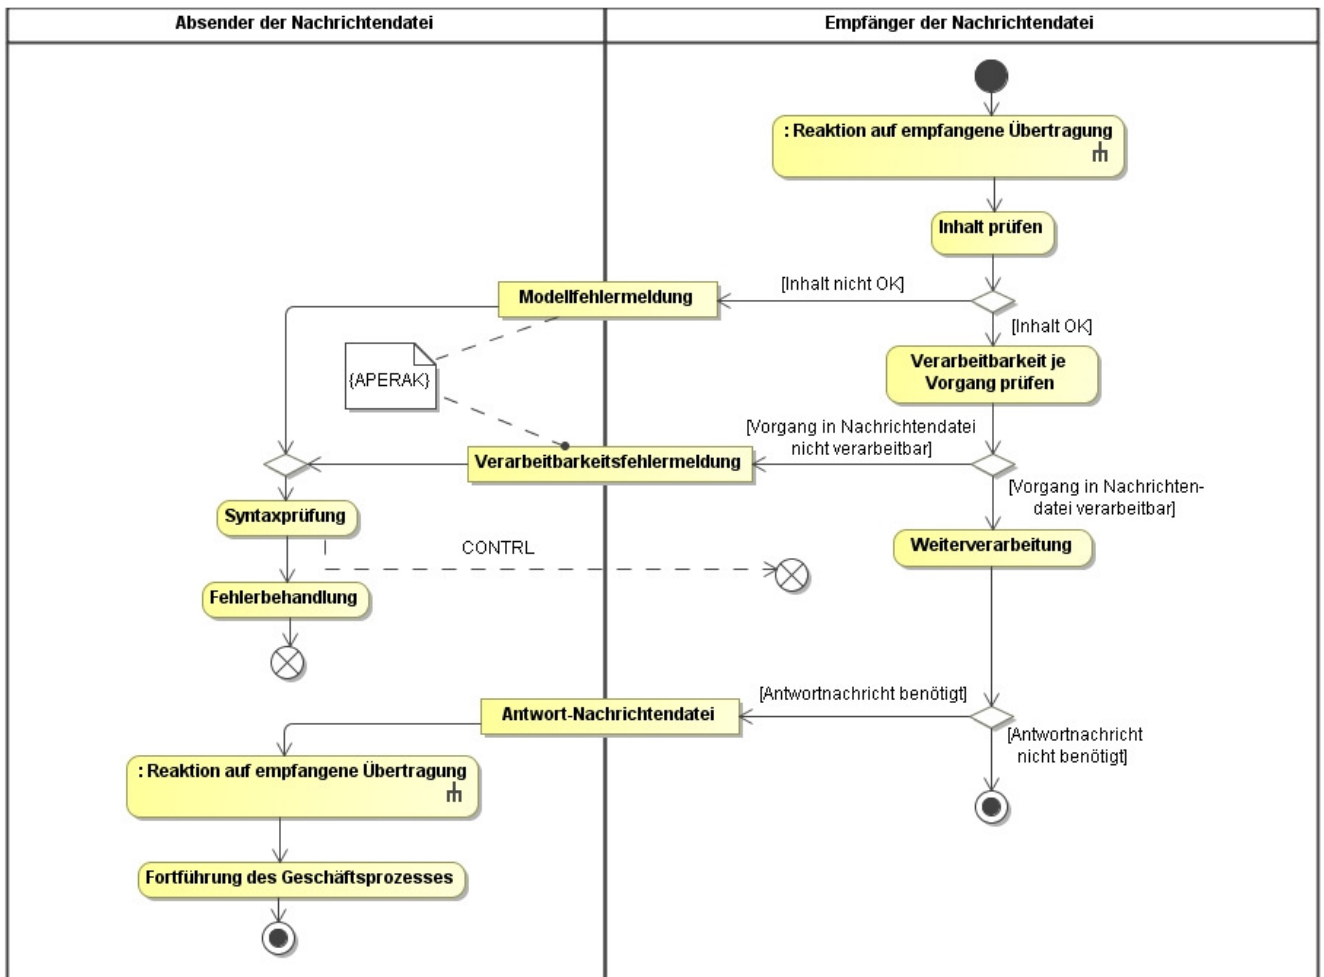 Absender der Nachrichtendatei
Empfänger der Nachrichtendatei
: Reaktion auf empfangene Übertragung
Inhalt prüfen
[Inhalt nicht OK]
Modellfehlermeldung
[Inhalt OK]
{APERAK}
Verarbeitbarkeit je
Vorgang prüfen
[Vorgang in Nachrichtendatei
nicht verarbeitbar]
Verarbeitbarkeitsfehlermeldung
[Vorgang in Nachrichten-
datei verarbeitbar]
Syntaxprüfung
CONTRL
Weiterverarbeitung
Fehlerbehandlung
[Antwortnachricht benötigt]
Antwort-Nachrichtendatei
[Antwortnachricht
nicht benötigt]
: Reaktion auf empfangene Übertragung
Fortführung des Geschäftsprozesses